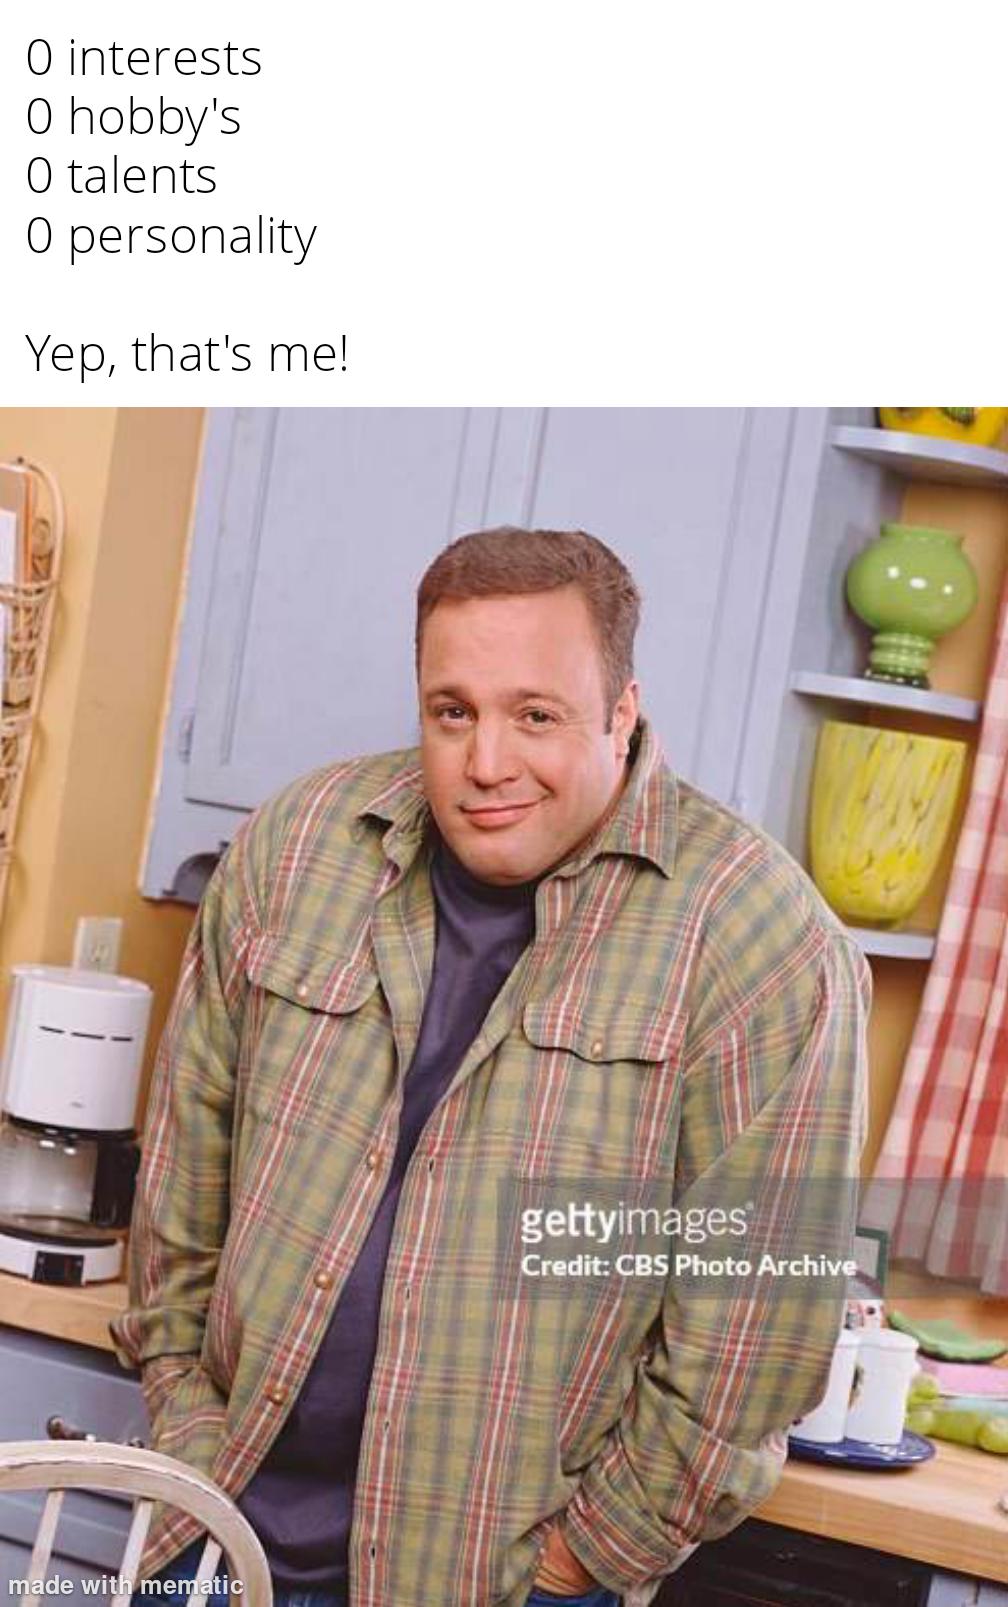 0 interests
0 hobby's
0 talents
0 personality
Yep, that's me!
gettyimages®
Credit: CBS Photo Archive
made with mematic